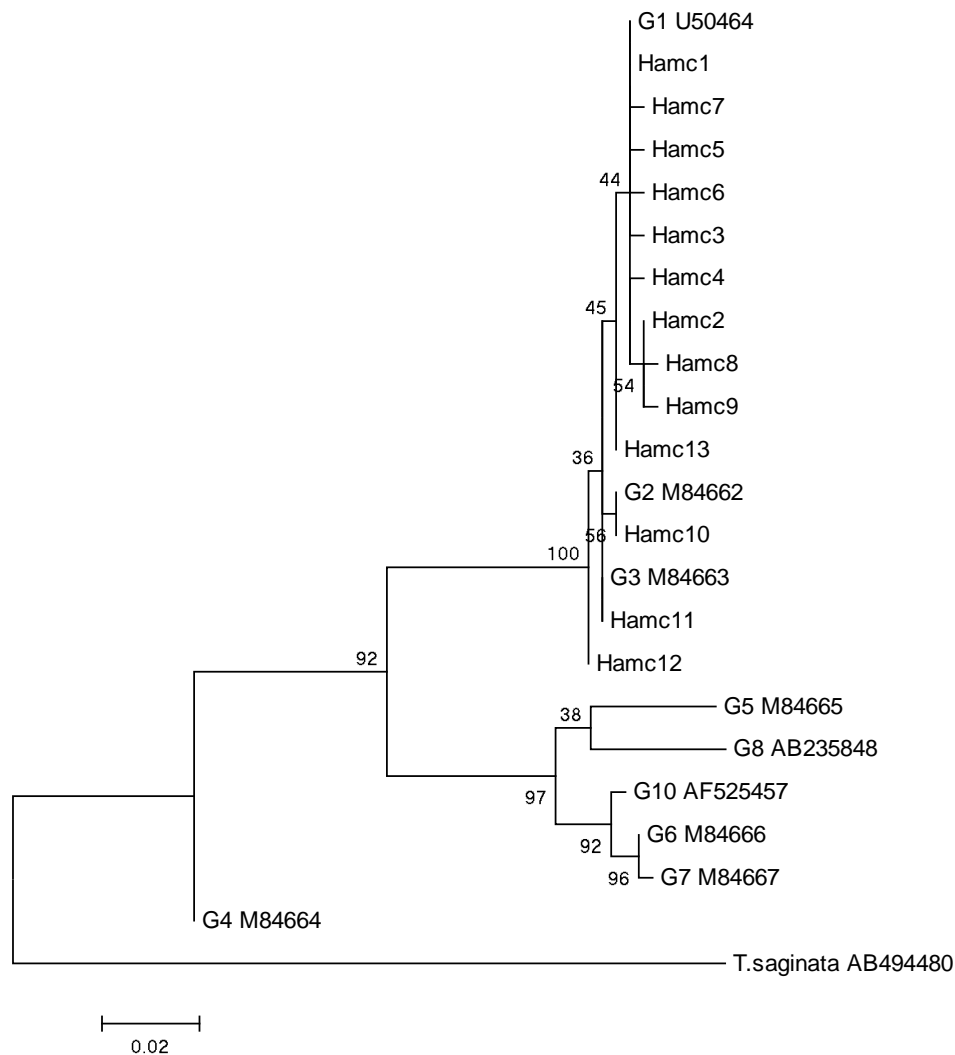 G1 U50464
Hamc1
Hamc7
Hamc5
44
Hamc6
Hamc3
Hamc4
45
Hamc2
Hamc8
54
Hamc9
Hamc13
36
G2 M84662
56
Hamc10
100
G3 M84663
Hamc11
92
Hamc12
38
G5 M84665
G8 AB235848
97
G10 AF525457
92
G6 M84666
96
G7 M84667
G4 M84664
T.saginata AB494480
0.02